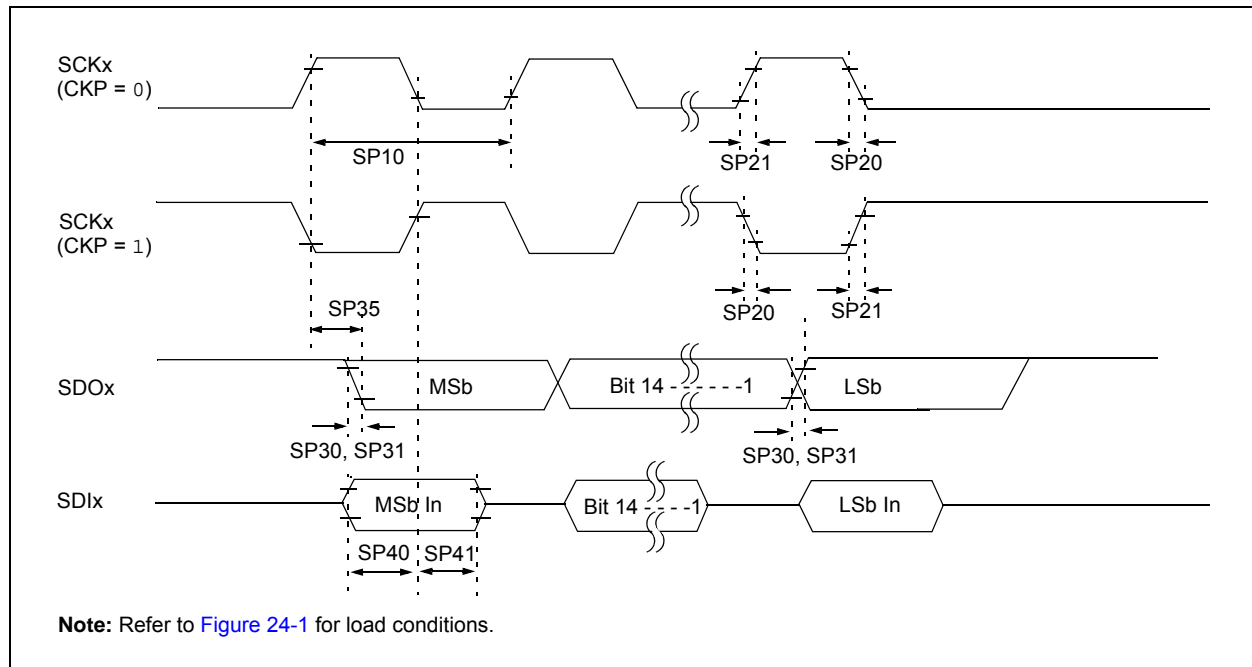 SCKx
(CKP = 0)
SP10
SP21
SP20
SCKx
(CKP = 1)
SP35
SP20
SP21
SDOx
MSb
Bit 14 - - - - - -1
LSb
SP30, SP31
SP30, SP31
SDIx
MSb In
Bit 14 - - - - -1
LSb In
SP40
SP41
Note: Refer to Figure 24-1 for load conditions.